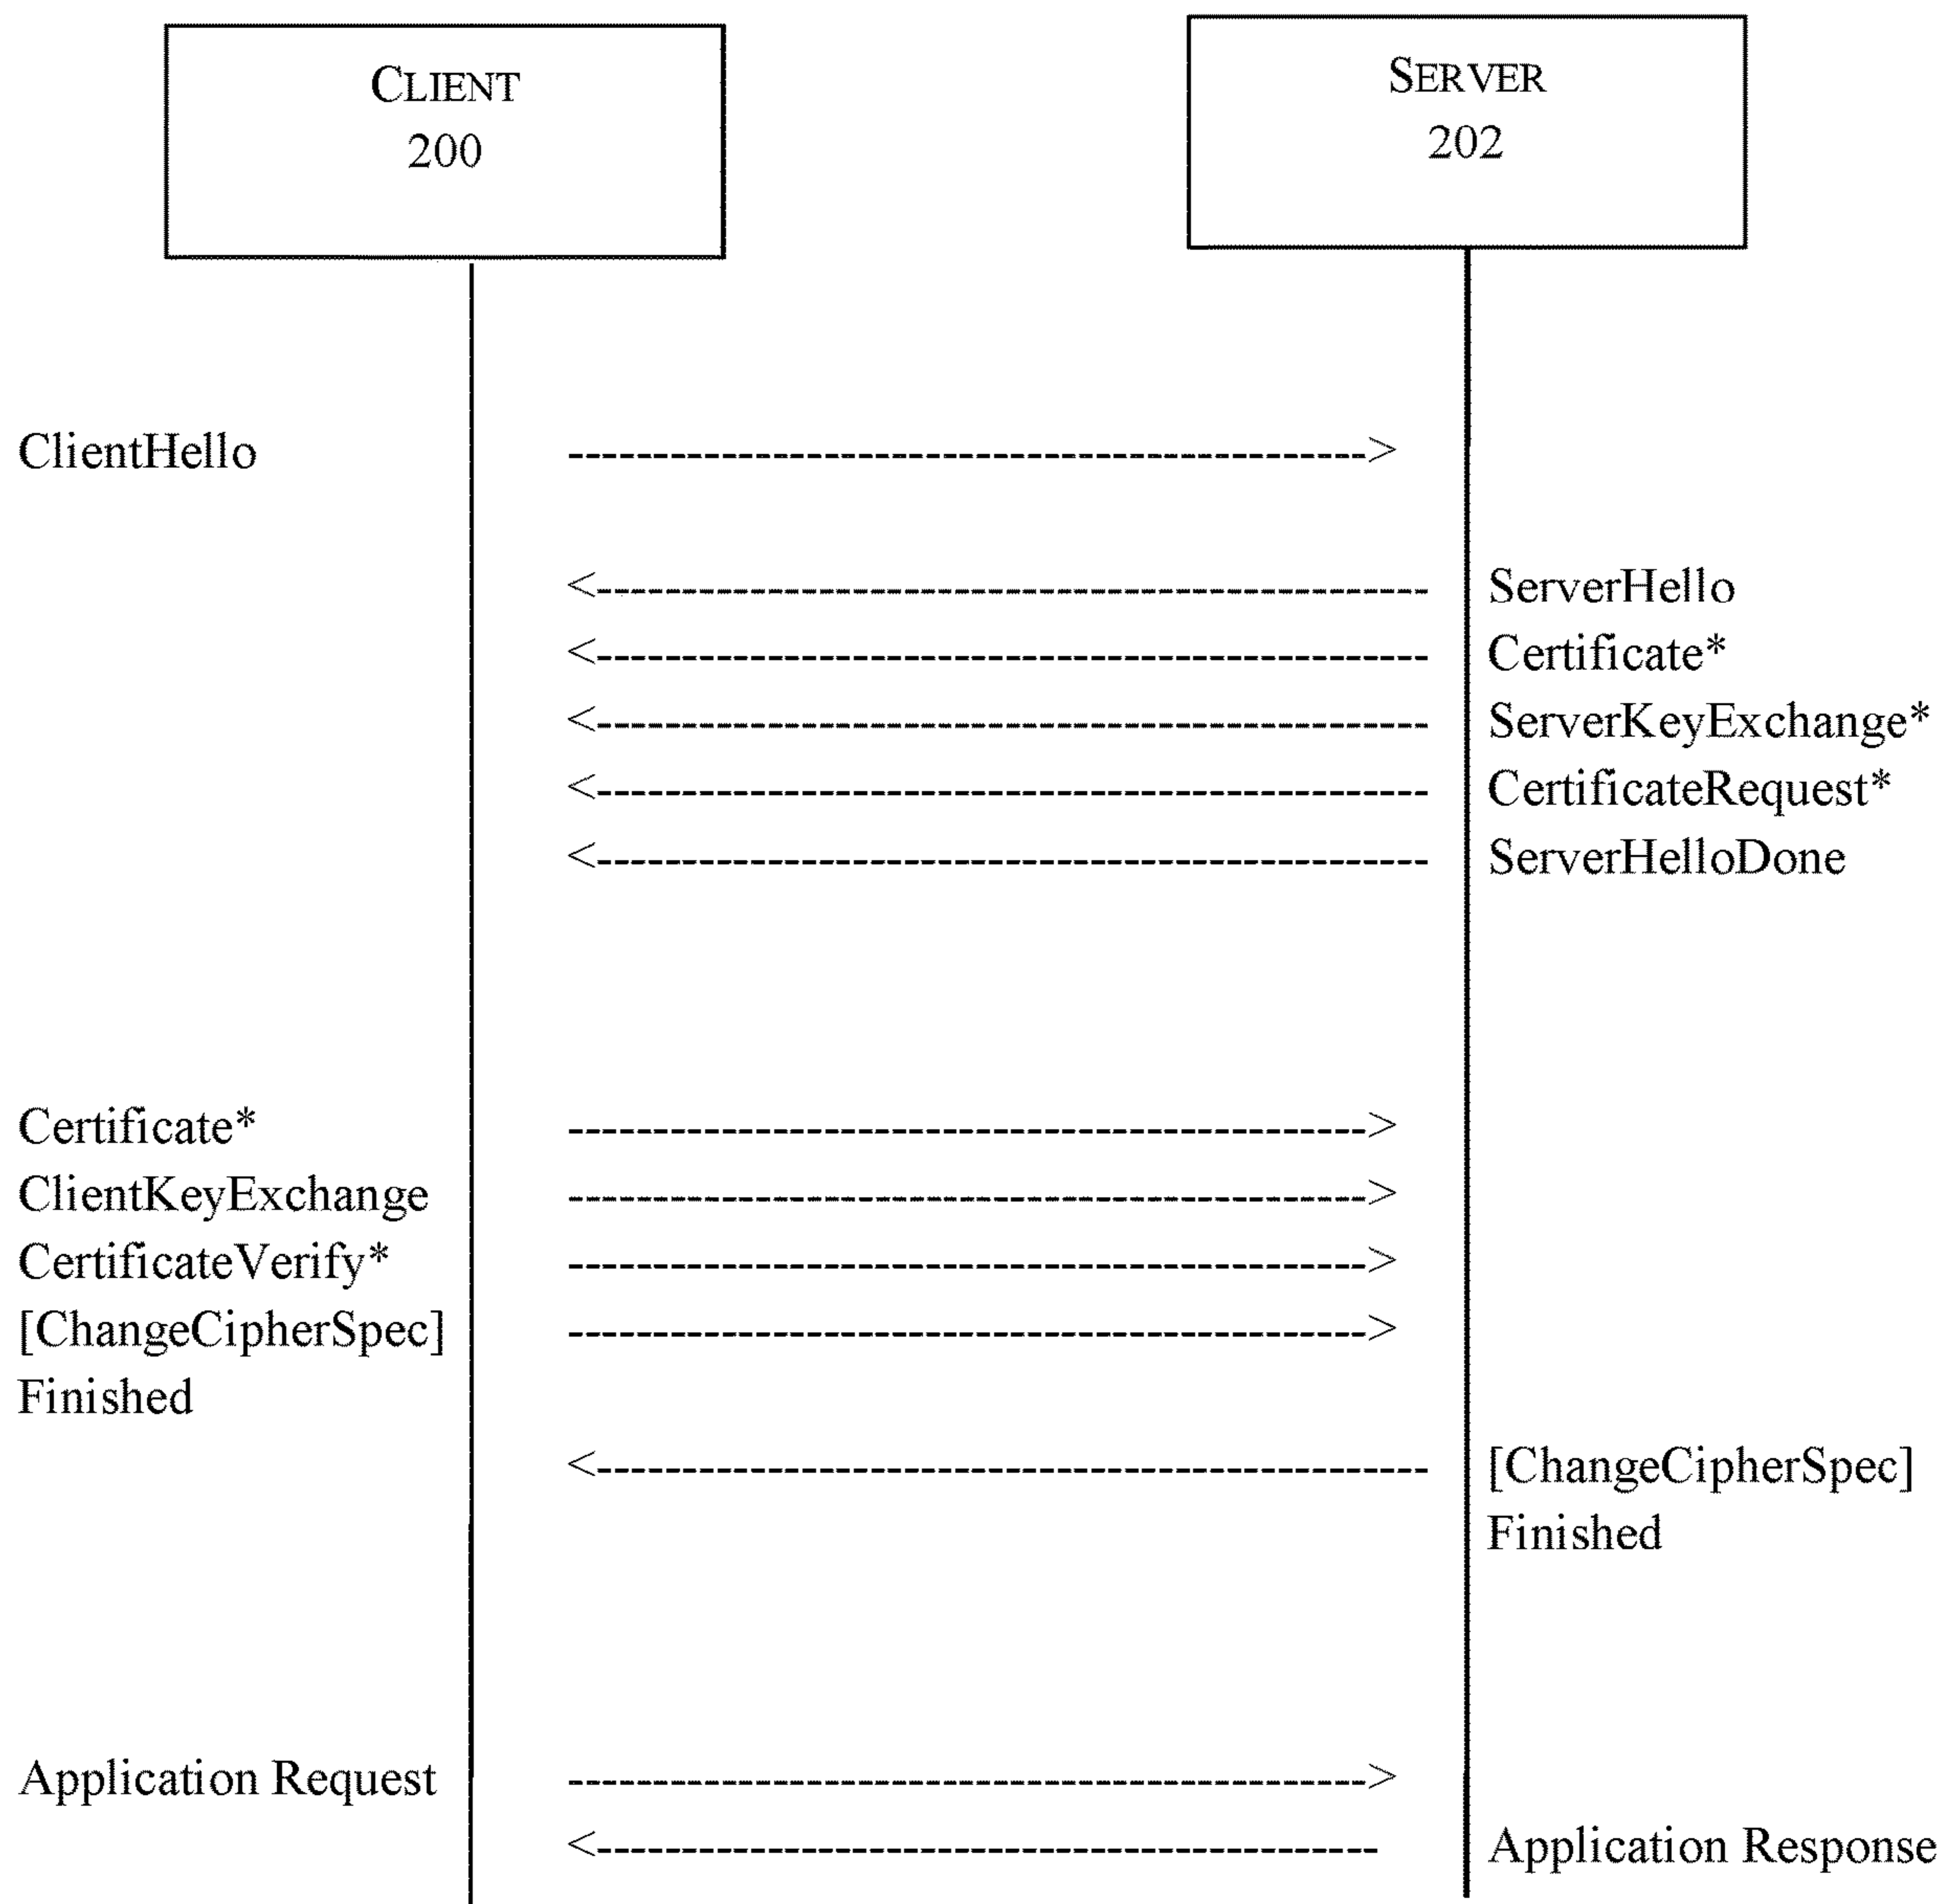 CLIENT
200
SERVER
202
ClientHello
ServerHello
Certificate*
ServerKeyExchange*
CertificateRequest*
ServerHelloDone
Certificate*
ClientKeyExchange
CertificateVerify*
[ChangeCipherSpec]
Finished
[ChangeCipherSpec]
Finished
Application Request
Application Response